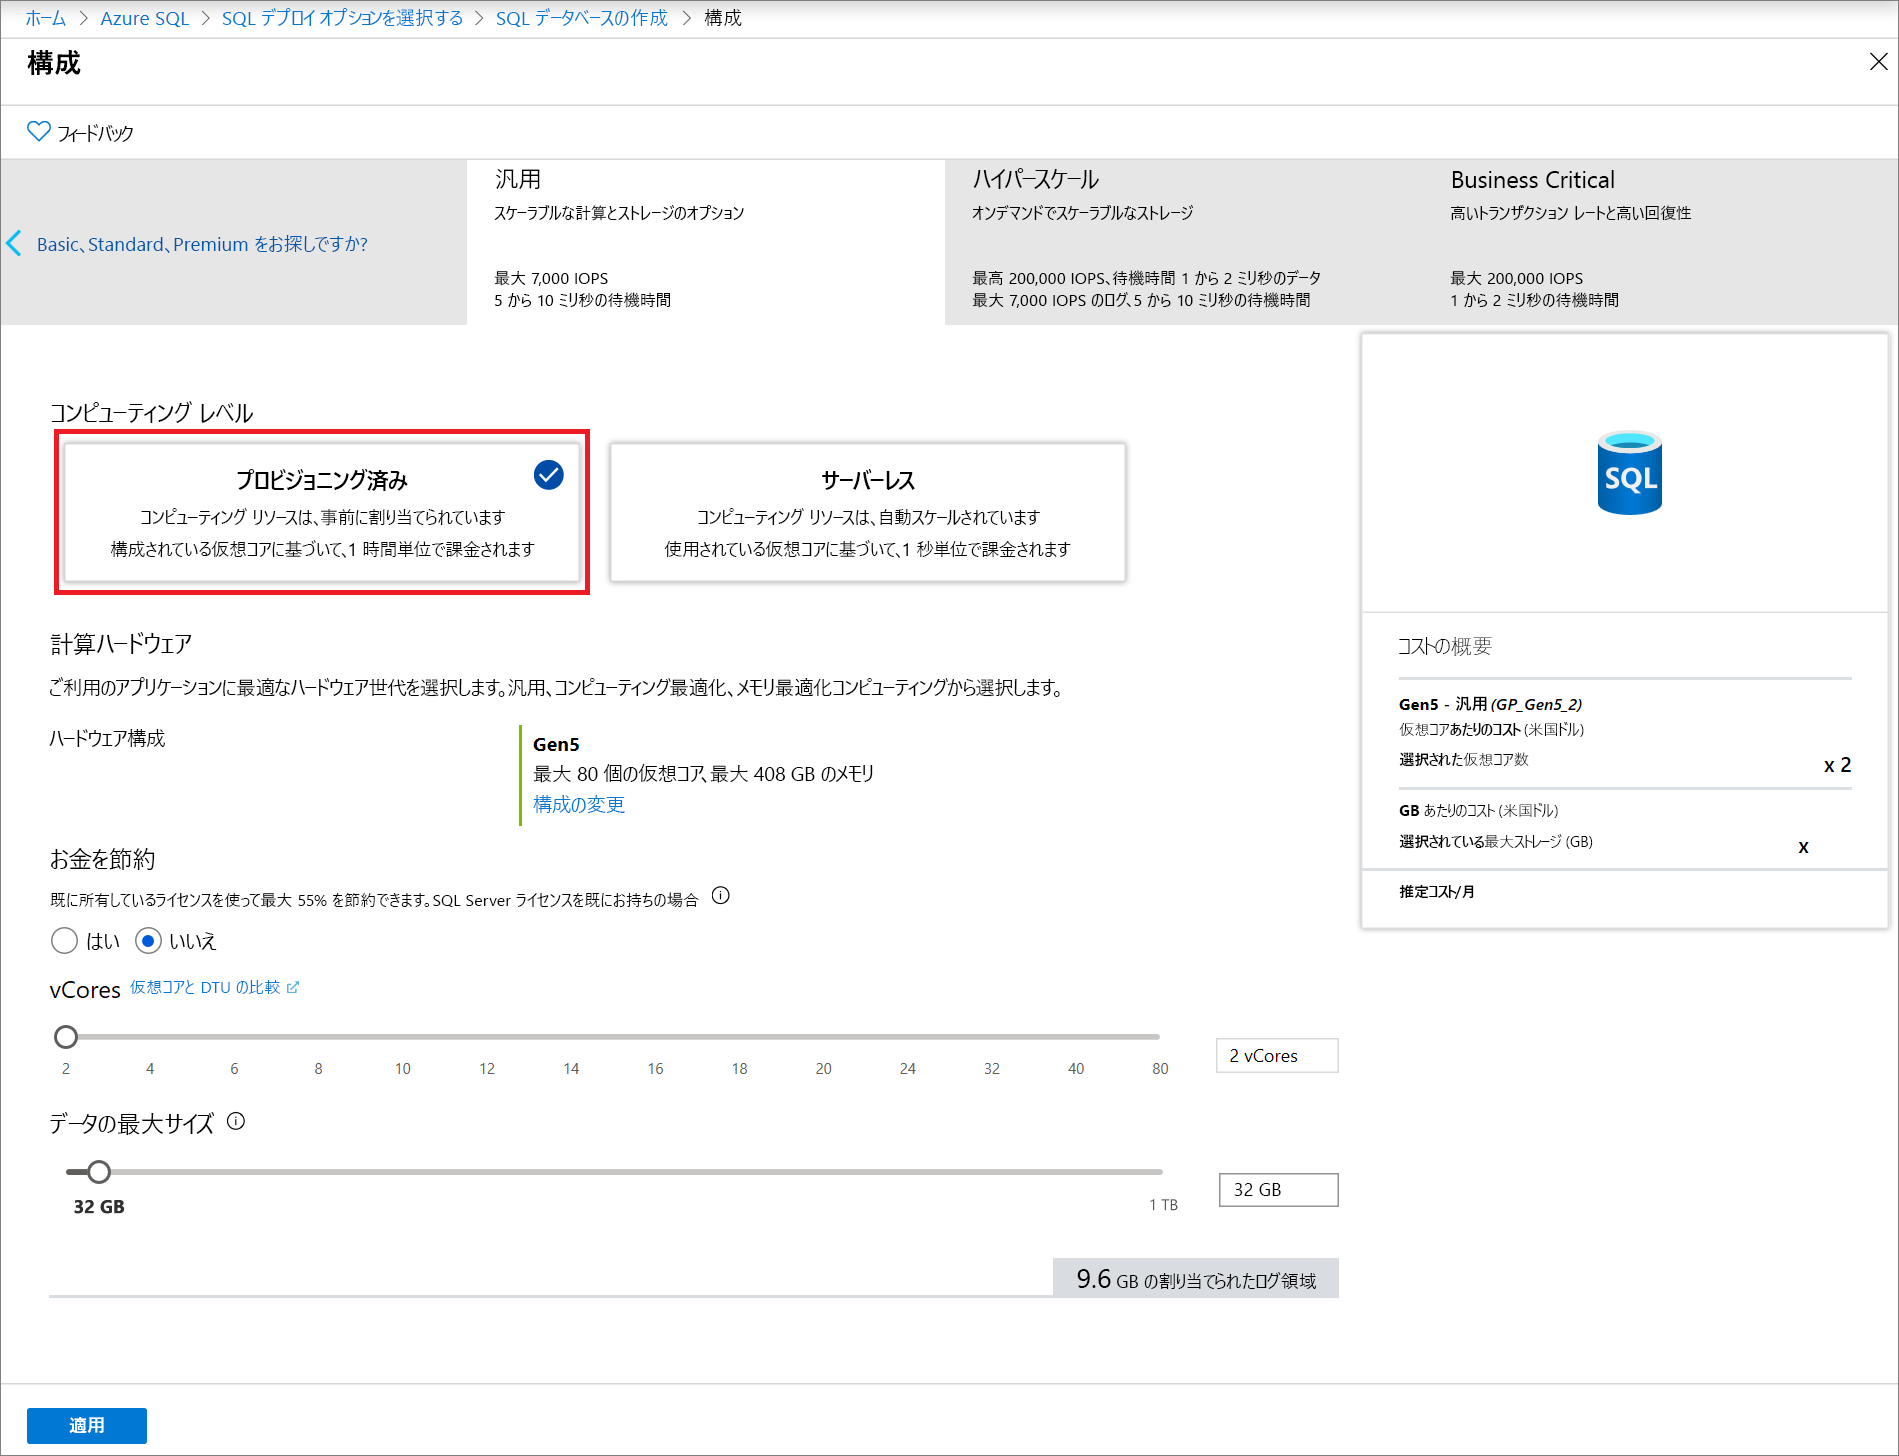 ホーム > Azure SQL > SQL デプロイ オプションを選択する > SQL データベースの作成 > 構成
構成
フィードバック
Basic、Standard、Premium をお探しですか?
汎用
スケーラブルな計算とストレージのオプション
最大 7,000 IOPS
5 から 10 ミリ秒の待機時間
ハイパースケール
オンデマンドでスケーラブルなストレージ
最高 200,000 IOPS、待機時間 1 から 2 ミリ秒のデータ
最大 7,000 IOPS のログ、5 から 10 ミリ秒の待機時間
Business Critical
高いトランザクション レートと高い回復性
最大 200,000 IOPS
1 から 2 ミリ秒の待機時間
コンピューティング レベル
プロビジョニング済み
コンピューティング リソースは、事前に割り当てられています
構成されている仮想コアに基づいて、1 時間単位で課金されます
サーバーレス
コンピューティング リソースは、自動スケールされています
使用されている仮想コアに基づいて、1 秒単位で課金されます
計算ハードウェア
ご利用のアプリケーションに最適なハードウェア世代を選択します。汎用、コンピューティング最適化、メモリ最適化コンピューティングから選択します。
ハードウェア構成
Gen5
最大 80 個の仮想コア、最大 408 GB のメモリ
構成の変更
お金を節約
既に所有しているライセンスを使って最大 55% を節約できます。SQL Server ライセンスを既にお持ちの場合
はい いいえ
vCores 仮想コアと DTU の比較
2 4 6 8 10 12 14 16 18 20 24 32 40 80
2 vCores
データの最大サイズ
32 GB
1 TB
32 GB
9.6 GB の割り当てられたログ領域
SQL
コストの概要
Gen5 - 汎用 (GP_Gen5_2)
仮想コアあたりのコスト (米国ドル)
選択された仮想コア数 x 2
GB あたりのコスト (米国ドル)
選択されている最大ストレージ (GB) x
推定コスト/月
適用